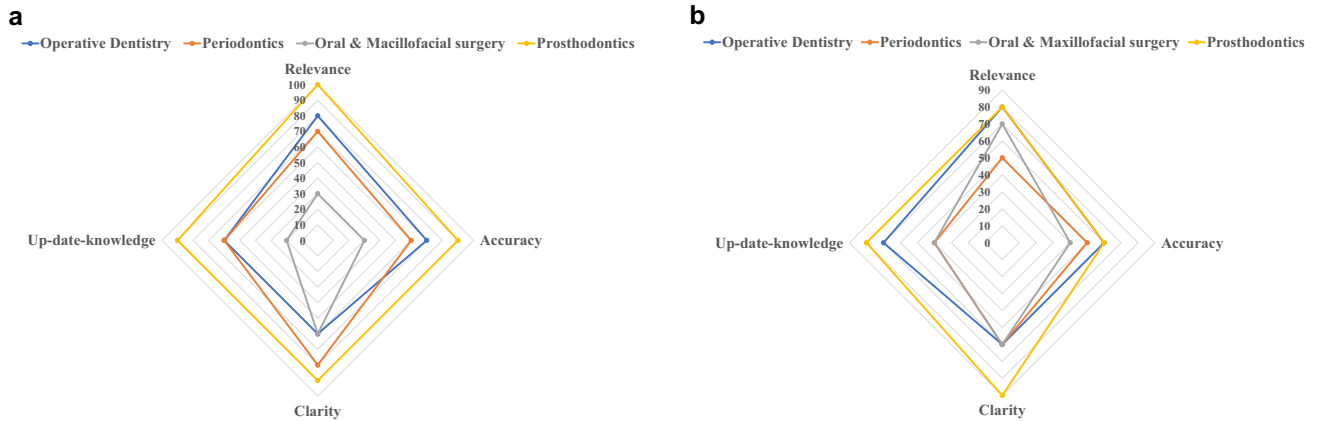 a
Operative Dentistry Periodontics Oral & Macillofacial surgery Prosthodontics
Relevance
100
90
80
70
60
50
40
30
20
10
0
Up-date-knowledge
Accuracy
Clarity
b
Operative Dentistry Periodontics Oral & Maxillofacial surgery Prosthodontics
Relevance
90
80
70
60
50
40
30
20
10
0
Up-date-knowledge
Accuracy
Clarity